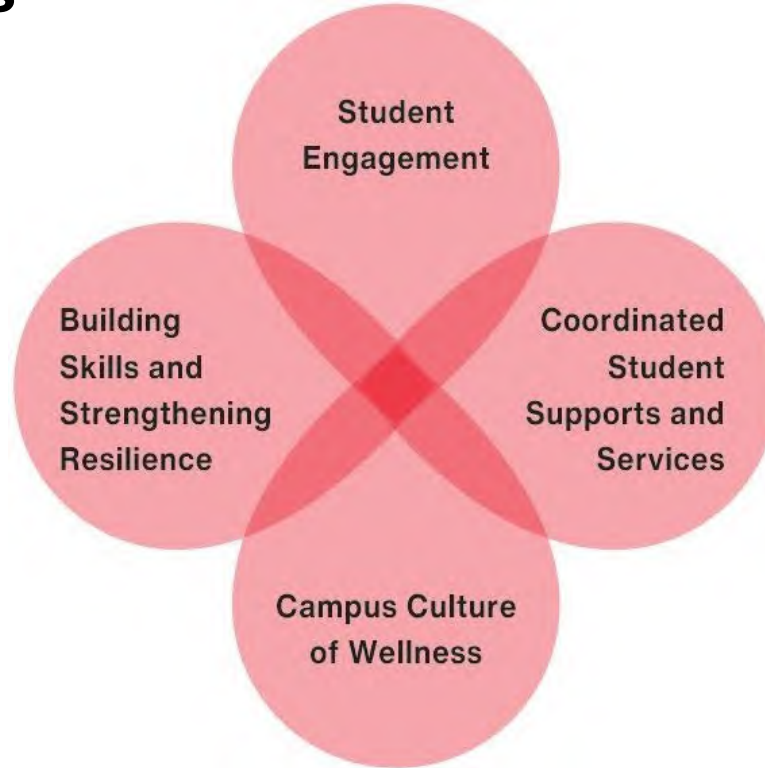 Student
Engagement
Building
Skills and
Strengthening
Resilience
Coordinated
Student
Supports and
Services
Campus Culture
of Wellness